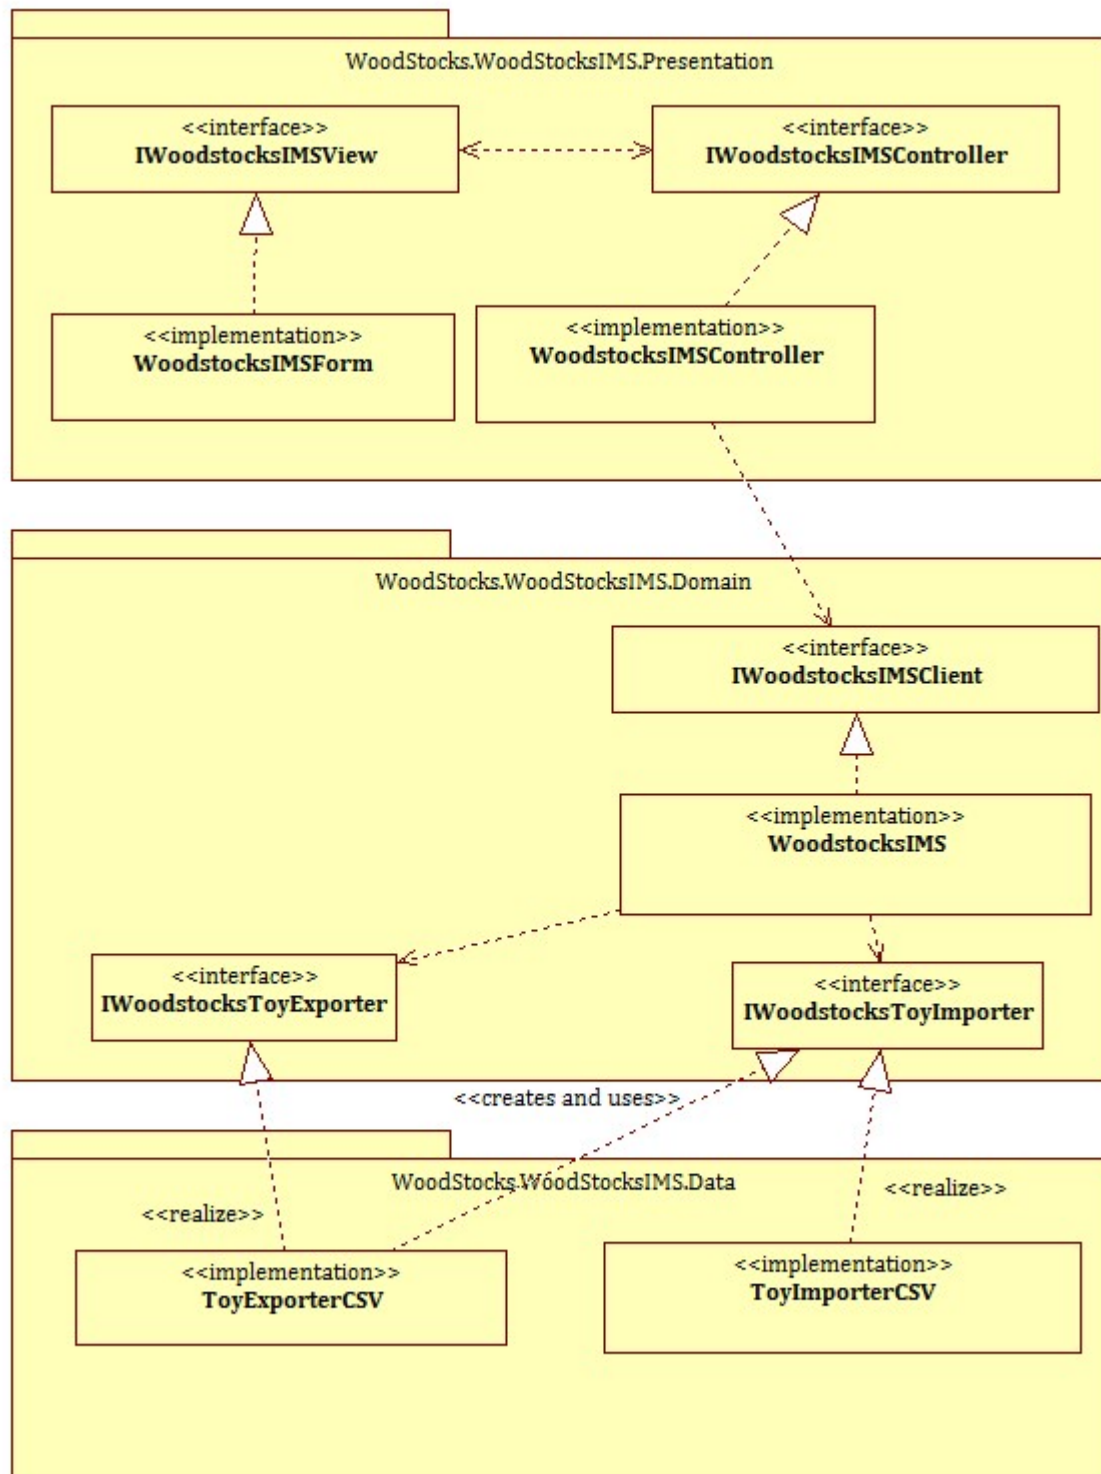 WoodStocks.WoodStocksIMS.Presentation
<<interface>>
IWoodstocksIMSView
<<interface>>
IWoodstocksIMSController
<<implementation>>
WoodstocksIMSForm
<<implementation>>
WoodstocksIMSController
WoodStocks.WoodStocksIMS.Domain
<<interface>>
IWoodstocksIMSClient
<<implementation>>
WoodstocksIMS
<<interface>>
IWoodstocksToyExporter
<<interface>>
IWoodstocksToyImporter
<<creates and uses>>
WoodStocks.WoodStocksIMS.Data
<<realize>>
<<realize>>
<<implementation>>
ToyExporterCSV
<<implementation>>
ToyImporterCSV